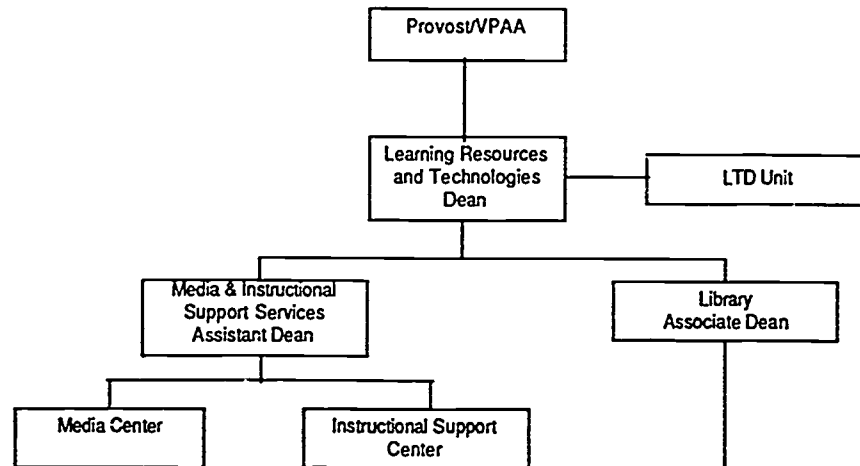 Provost/VPAA
Learning Resources
and Technologies
Dean
LTD Unit
Media & Instructional
Support Services
Assistant Dean
Library
Associate Dean
Media Center
Instructional Support
Center